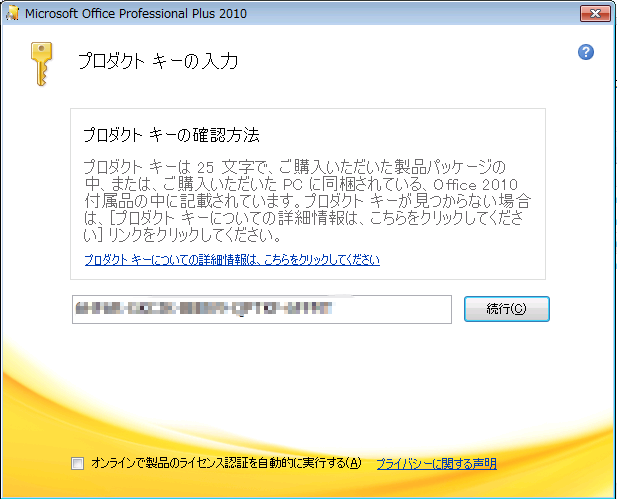 Microsoft Office Professional Plus 2010
プロダクト キーの入力
プロダクト キーの確認方法
プロダクト キーは 25 文字で、ご購入いただいた製品パッケージの
中、または、ご購入いただいた PC に同梱されている、Office 2010
付属品の中に記載されています。プロダクト キーが見つからない場合
は、[プロダクト キーについての詳細情報は、こちらをクリックしてくださ
い] リンクをクリックしてください。
プロダクト キーについての詳細情報は、こちらをクリックしてください
続行(C)
オンラインで製品のライセンス認証を自動的に実行する(A) プライバシーに関する声明